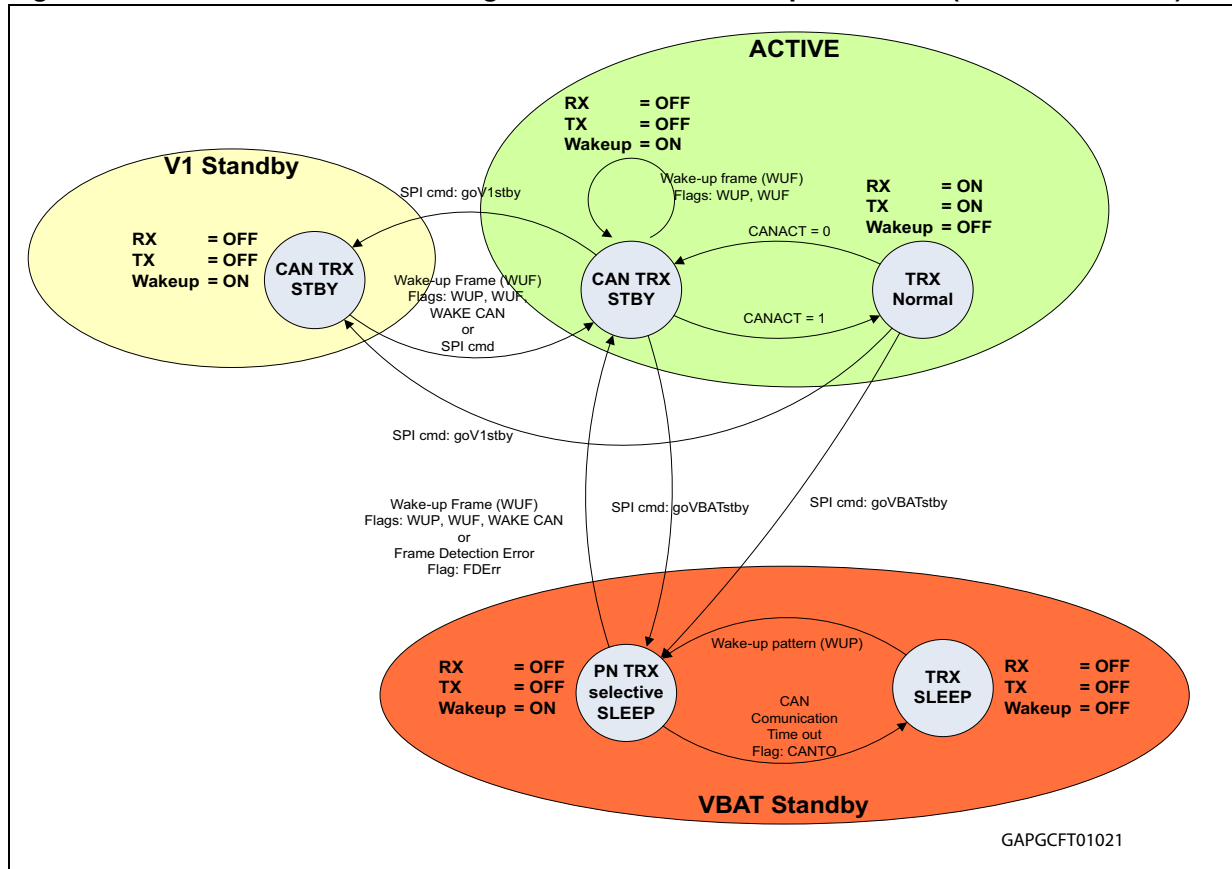 ACTIVE
RX = OFF
TX = OFF
Wakeup = ON
V1 Standby
SPI cmd: goV1stby
Wake-up frame (WUF)
Flags: WUP, WUF
RX = ON
TX = ON
Wakeup = OFF
RX = OFF
TX = OFF
Wakeup = ON
CAN TRX
STBY
Wake-up Frame (WUF)
Flags: WUP, WUF,
WAKE CAN
or
SPI cmd
CAN TRX
STBY
CANACT = 0
TRX
Normal
CANACT = 1
SPI cmd: goV1stby
Wake-up Frame (WUF)
Flags: WUP, WUF, WAKE CAN
or
Frame Detection Error
Flag: FDErr
SPI cmd: goVBATstby
SPI cmd: goVBATstby
RX = OFF
TX = OFF
Wakeup = ON
PN TRX
selective
SLEEP
Wake-up pattern (WUP)
CAN
Comunication
Time out
Flag: CANTO
TRX
SLEEP
RX = OFF
TX = OFF
Wakeup = OFF
VBAT Standby
GAPGCFT01021